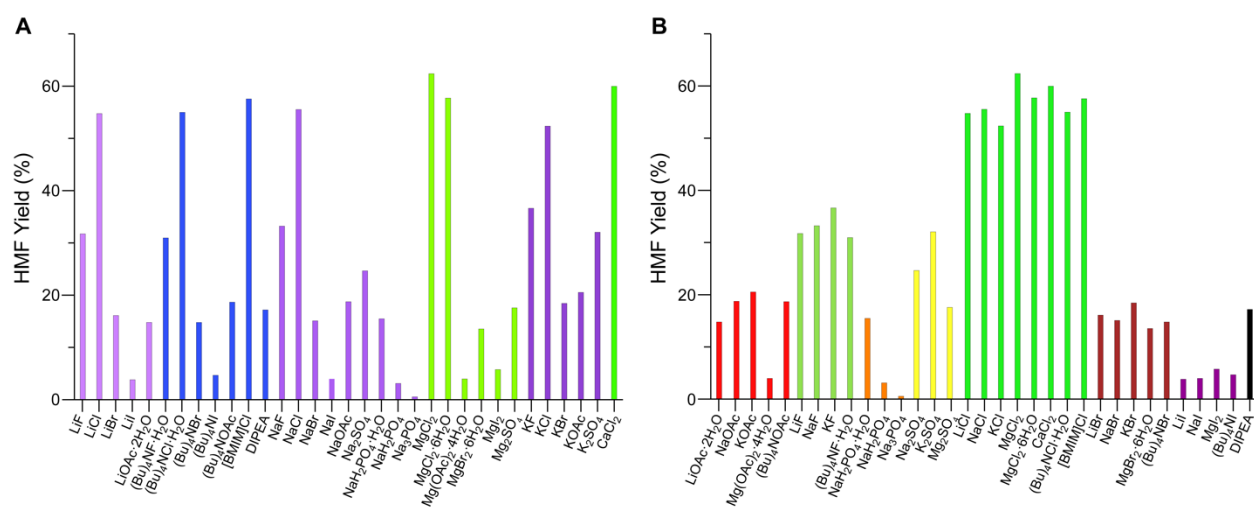 A
HMF Yield (%)
60
40
20
0
LiF
LiCl
LiBr
LiI
LiOAc·2H₂O
(Bu)₄NF·H₂O
(Bu)₄NCl·H₂O
(Bu)₄NBr
(Bu)₄NI
(Bu)₄NOAc
[BMIM]Cl
DIPEA
NaF
NaCl
NaBr
NaI
NaOAc
Na₂SO₄
NaH₂PO₄·H₂O
NaH₂PO₄
Na₃PO₄
MgCl₂
MgCl₂·6H₂O
Mg(OAc)₂·4H₂O
MgBr₂·6H₂O
MgI₂
Mg₂SO₄
KF
KCl
KBr
KOAc
K₂SO₄
CaCl₂
B
HMF Yield (%)
60
40
20
0
LiOAc·2H₂O
NaOAc
KOAc
Mg(OAc)₂·4H₂O
(Bu)₄NOAc
LiF
NaF
KF
(Bu)₄NF·H₂O
NaH₂PO₄·H₂O
NaH₂PO₄
Na₃PO₄
Na₂SO₄
K₂SO₄
Mg₂SO₄
LiCl
NaCl
KCl
MgCl₂
MgCl₂·6H₂O
CaCl₂
(Bu)₄NCl·H₂O
[BMIM]Cl
LiBr
NaBr
KBr
MgBr₂·6H₂O
(Bu)₄NBr
LiI
NaI
MgI₂
(Bu)₄NI
DIPEA